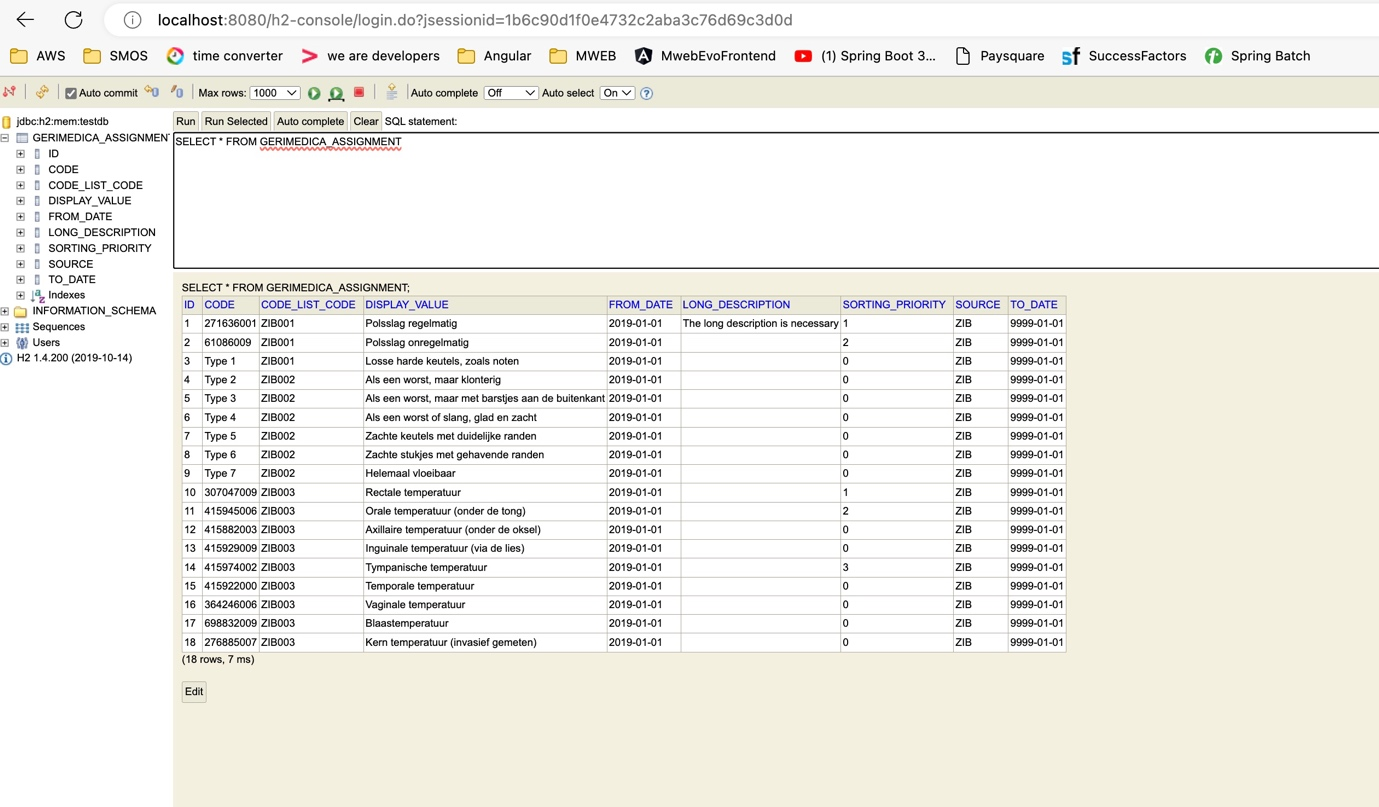 localhost:8080/h2-console/login.do?jsessionid=1b6c90d1f0e4732c2aba3c76d69c3d0d
AWS SMOS time converter we are developers Angular MWEB MwebEvoFrontend (1) Spring Boot 3... Paysquare SuccessFactors Spring Batch
Auto commit Max rows: 1000 Auto complete Off Auto select On
jdbc:h2:mem:testdb
GERIMEDICA_ASSIGNMENT
ID
CODE
CODE_LIST_CODE
DISPLAY_VALUE
FROM_DATE
LONG_DESCRIPTION
SORTING_PRIORITY
SOURCE
TO_DATE
Indexes
INFORMATION_SCHEMA
Sequences
Users
H2 1.4.200 (2019-10-14)
Run Run Selected Auto complete Clear SQL statement:
SELECT * FROM GERIMEDICA_ASSIGNMENT
SELECT * FROM GERIMEDICA_ASSIGNMENT;
ID CODE CODE_LIST_CODE DISPLAY_VALUE FROM_DATE LONG_DESCRIPTION SORTING_PRIORITY SOURCE TO_DATE
1 271636001 ZIB001 Polsslag regelmatig 2019-01-01 The long description is necessary 1 ZIB 9999-01-01
2 61086009 ZIB001 Polsslag onregelmatig 2019-01-01 2 ZIB 9999-01-01
3 Type 1 ZIB001 Losse harde keutels, zoals noten 2019-01-01 0 ZIB 9999-01-01
4 Type 2 ZIB002 Als een worst, maar klonterig 2019-01-01 0 ZIB 9999-01-01
5 Type 3 ZIB002 Als een worst, maar met barstjes aan de buitenkant 2019-01-01 0 ZIB 9999-01-01
6 Type 4 ZIB002 Als een worst of slang, glad en zacht 2019-01-01 0 ZIB 9999-01-01
7 Type 5 ZIB002 Zachte keutels met duidelijke randen 2019-01-01 0 ZIB 9999-01-01
8 Type 6 ZIB002 Zachte stukjes met gehavende randen 2019-01-01 0 ZIB 9999-01-01
9 Type 7 ZIB002 Helemaal vloeibaar 2019-01-01 0 ZIB 9999-01-01
10 307047009 ZIB003 Rectale temperatuur 2019-01-01 1 ZIB 9999-01-01
11 415945006 ZIB003 Orale temperatuur (onder de tong) 2019-01-01 2 ZIB 9999-01-01
12 415882003 ZIB003 Axillaire temperatuur (onder de oksel) 2019-01-01 0 ZIB 9999-01-01
13 415929009 ZIB003 Inguinale temperatuur (via de lies) 2019-01-01 0 ZIB 9999-01-01
14 415974002 ZIB003 Tympanische temperatuur 2019-01-01 3 ZIB 9999-01-01
15 415922000 ZIB003 Temporale temperatuur 2019-01-01 0 ZIB 9999-01-01
16 364246006 ZIB003 Vaginale temperatuur 2019-01-01 0 ZIB 9999-01-01
17 698832009 ZIB003 Blaastemperatuur 2019-01-01 0 ZIB 9999-01-01
18 276885007 ZIB003 Kern temperatuur (invasief gemeten) 2019-01-01 0 ZIB 9999-01-01
(18 rows, 7 ms)
Edit